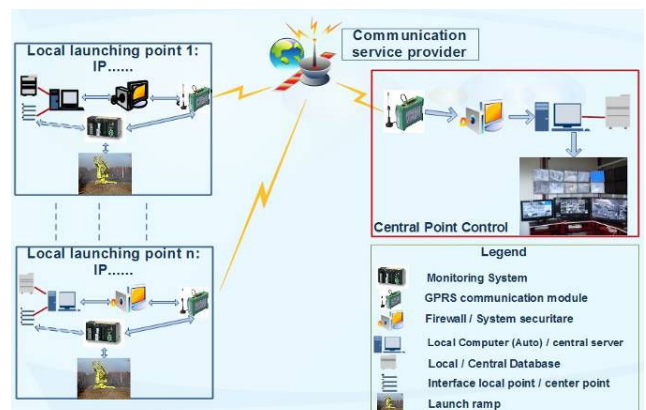 Local launching point 1:
IP......
Communication
service provider
Central Point Control
Local launching point n:
IP......
Legend
Monitoring System
GPRS communication module
Firewall / System securitare
Local Computer (Auto) / central server
Local / Central Database
Interface local point / center point
Launch ramp